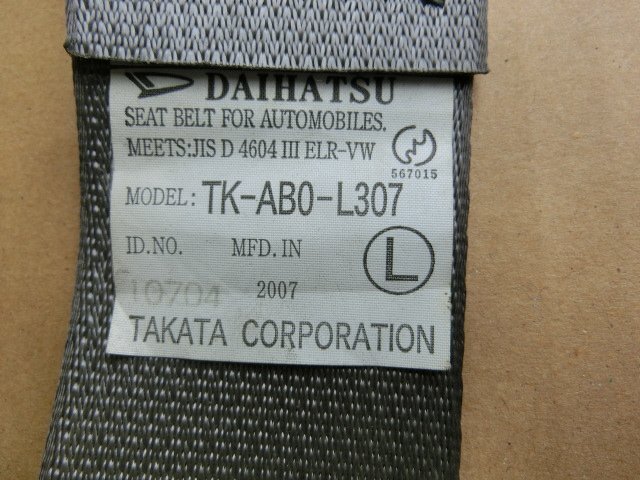 DAIHATSU
SEAT BELT FOR AUTOMOBILES.
MEETS:JIS D 4604 III ELR-VW
567015
MODEL: TK-AB0-L307
ID.NO. MFD.IN
L
10704 2007
TAKATA CORPORATION